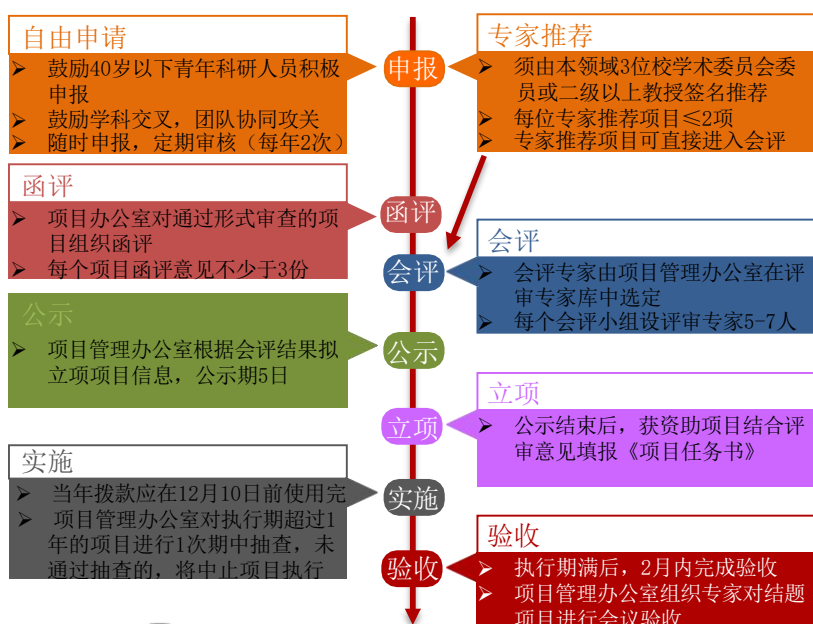 自由申请
➢ 鼓励40岁以下青年科研人员积极
申报
➢ 鼓励学科交叉，团队协同攻关
➢ 随时申报，定期审核（每年2次）
申报
专家推荐
➢ 须由本领域3位校学术委员会委
员或二级以上教授签名推荐
➢ 每位专家推荐项目≤2项
➢ 专家推荐项目可直接进入会评
函评
➢ 项目办公室对通过形式审查的项
目组织函评
➢ 每个项目函评意见不少于3份
函评
会评
会评
➢ 会评专家由项目管理办公室在评
审专家库中选定
➢ 每个会评小组设评审专家5-7人
公示
➢ 项目管理办公室根据会评结果拟
立项项目信息，公示期5日
公示
立项
立项
➢ 公示结束后，获资助项目结合评
审意见填报《项目任务书》
实施
➢ 当年拨款应在12月10日前使用完
➢ 项目管理办公室对执行期超过1
年的项目进行1次期中抽查，未
通过抽查的，将中止项目执行
实施
验收
验收
➢ 执行期满后，2月内完成验收
➢ 项目管理办公室组织专家对结题
项目进行会议验收